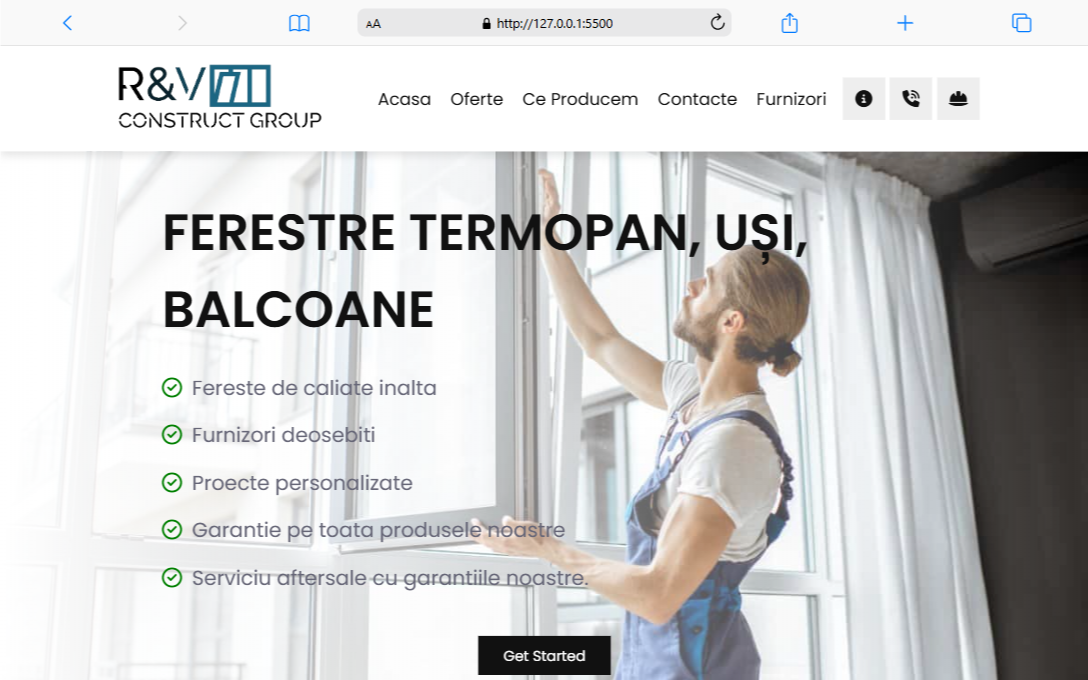 AA
http://127.0.0.1:5500
R&V
CONSTRUCT GROUP
Acasa Oferte Ce Producem Contacte Furnizori
FERESTRE TERMOPAN, UȘI,
BALCOANE
Fereste de caliate inalta
Furnizori deosebiti
Proecte personalizate
Garantie pe toata produsele noastre
Serviciu aftersale cu garantiile noastre.
Get Started